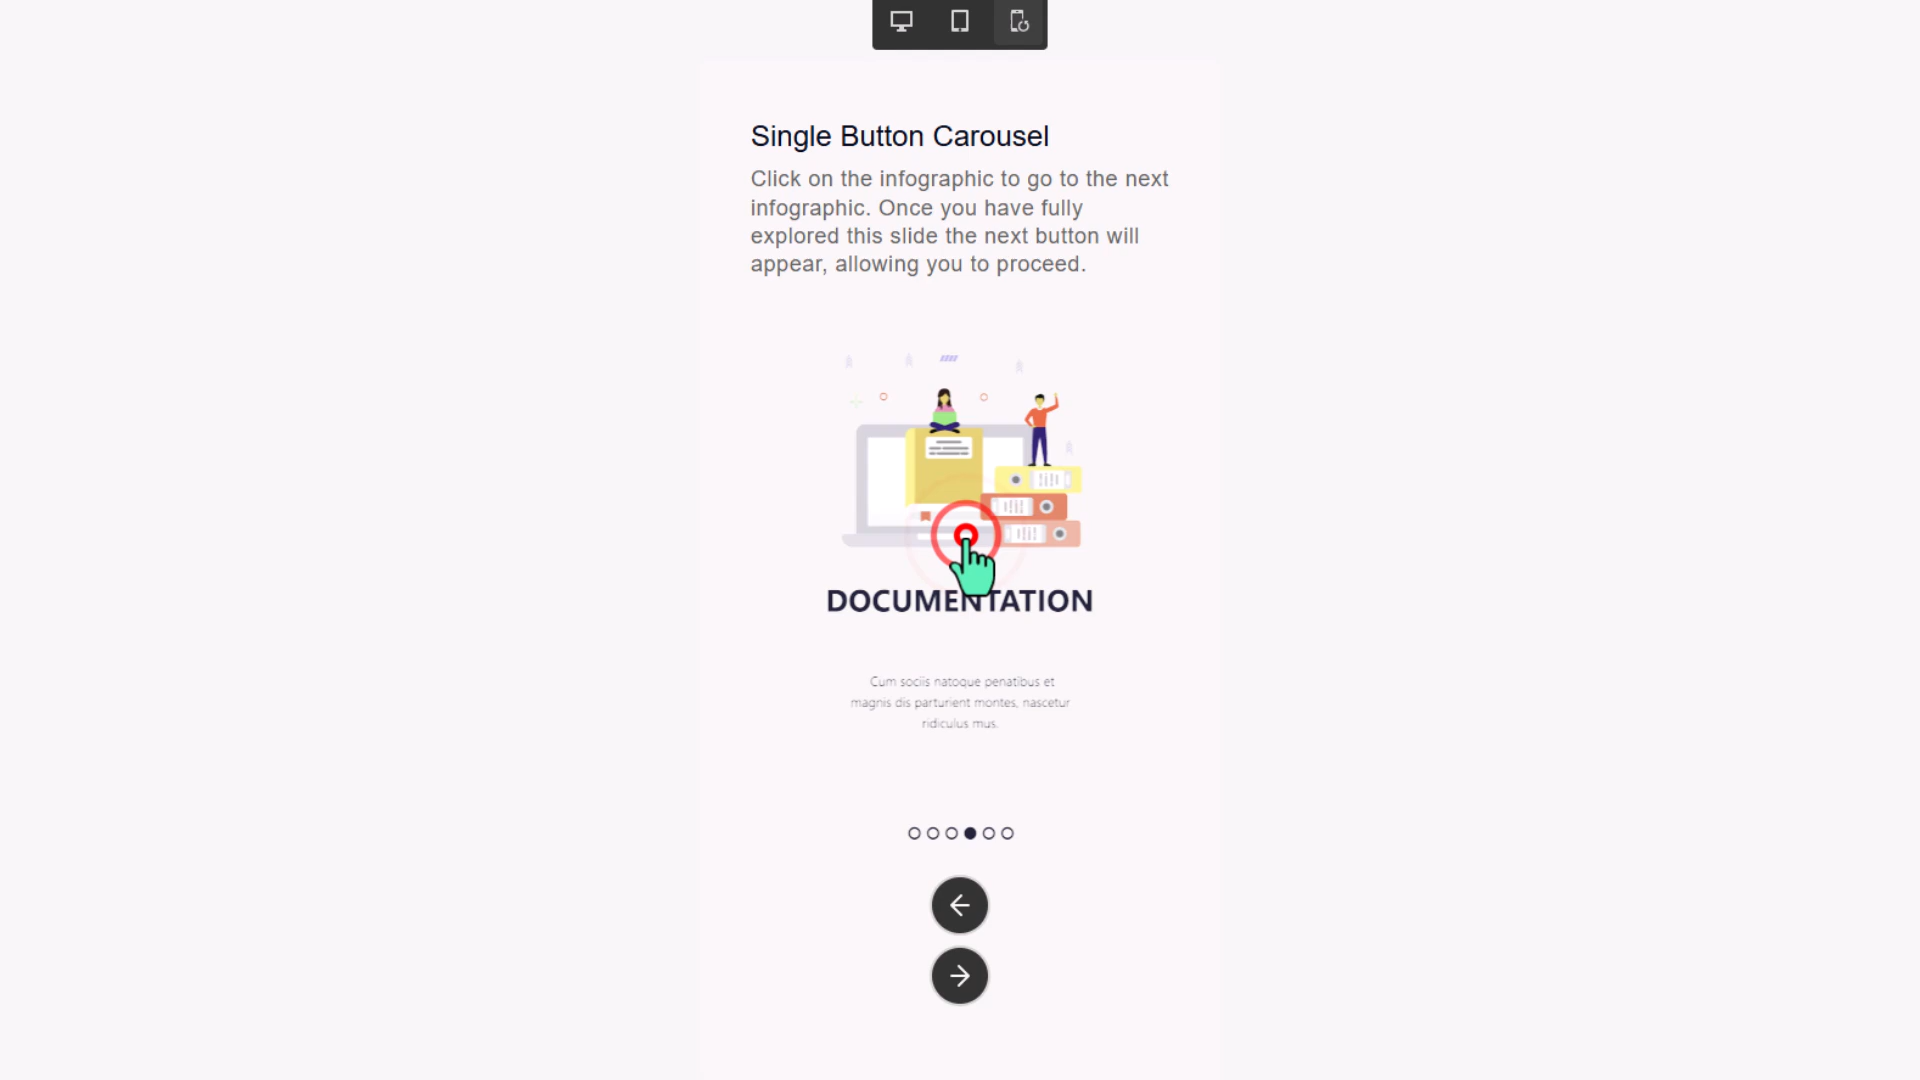 Single Button Carousel
Click on the infographic to go to the next
infographic. Once you have fully
explored this slide the next button will
appear, allowing you to proceed.
DOCUMENTATION
Cum sociis natoque penatibus et
magnis dis parturient montes, nascetur
ridiculus mus.